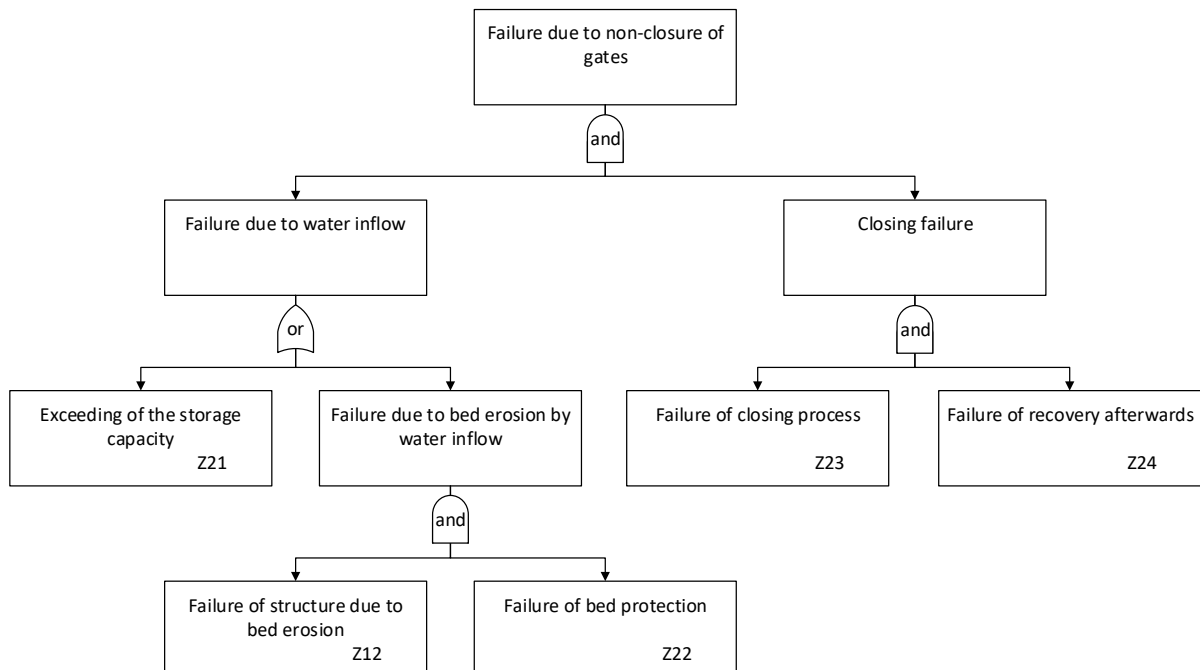 Failure due to non-closure of
gates
and
Failure due to water inflow
Closing failure
or
and
Exceeding of the storage
capacity
Z21
Failure due to bed erosion by
water inflow
Failure of closing process
Z23
Failure of recovery afterwards
Z24
and
Failure of structure due to
bed erosion
Z12
Failure of bed protection
Z22